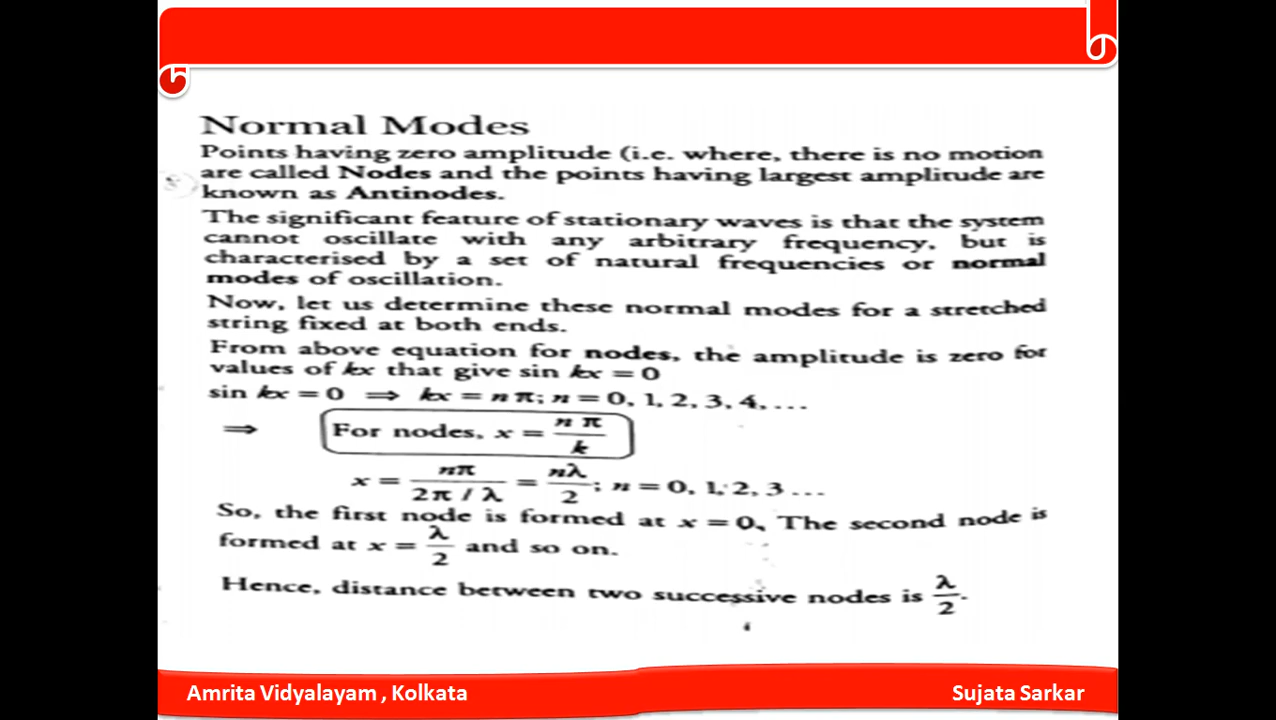 Normal Modes
Points having zero amplitude (i.e. where, there is no motion
are called Nodes and the points having largest amplitude are
known as Antinodes.
The significant feature of stationary waves is that the system
cannot oscillate with any arbitrary frequency, but is
characterised by a set of natural frequencies or normal
modes of oscillation.
Now, let us determine these normal modes for a stretched
string fixed at both ends.
From above equation for nodes, the amplitude is zero for
values of kx that give sin kx = 0
sin kx = 0 ⟹ kx = n π; n = 0, 1, 2, 3, 4, ...
⟹ For nodes, x = n π / k
x = nπ / (2π / λ) = nλ / 2; n = 0, 1, 2, 3 ...
So, the first node is formed at x = 0, The second node is
formed at x = λ / 2 and so on.
Hence, distance between two successive nodes is λ / 2.
Amrita Vidyalayam , Kolkata
Sujata Sarkar